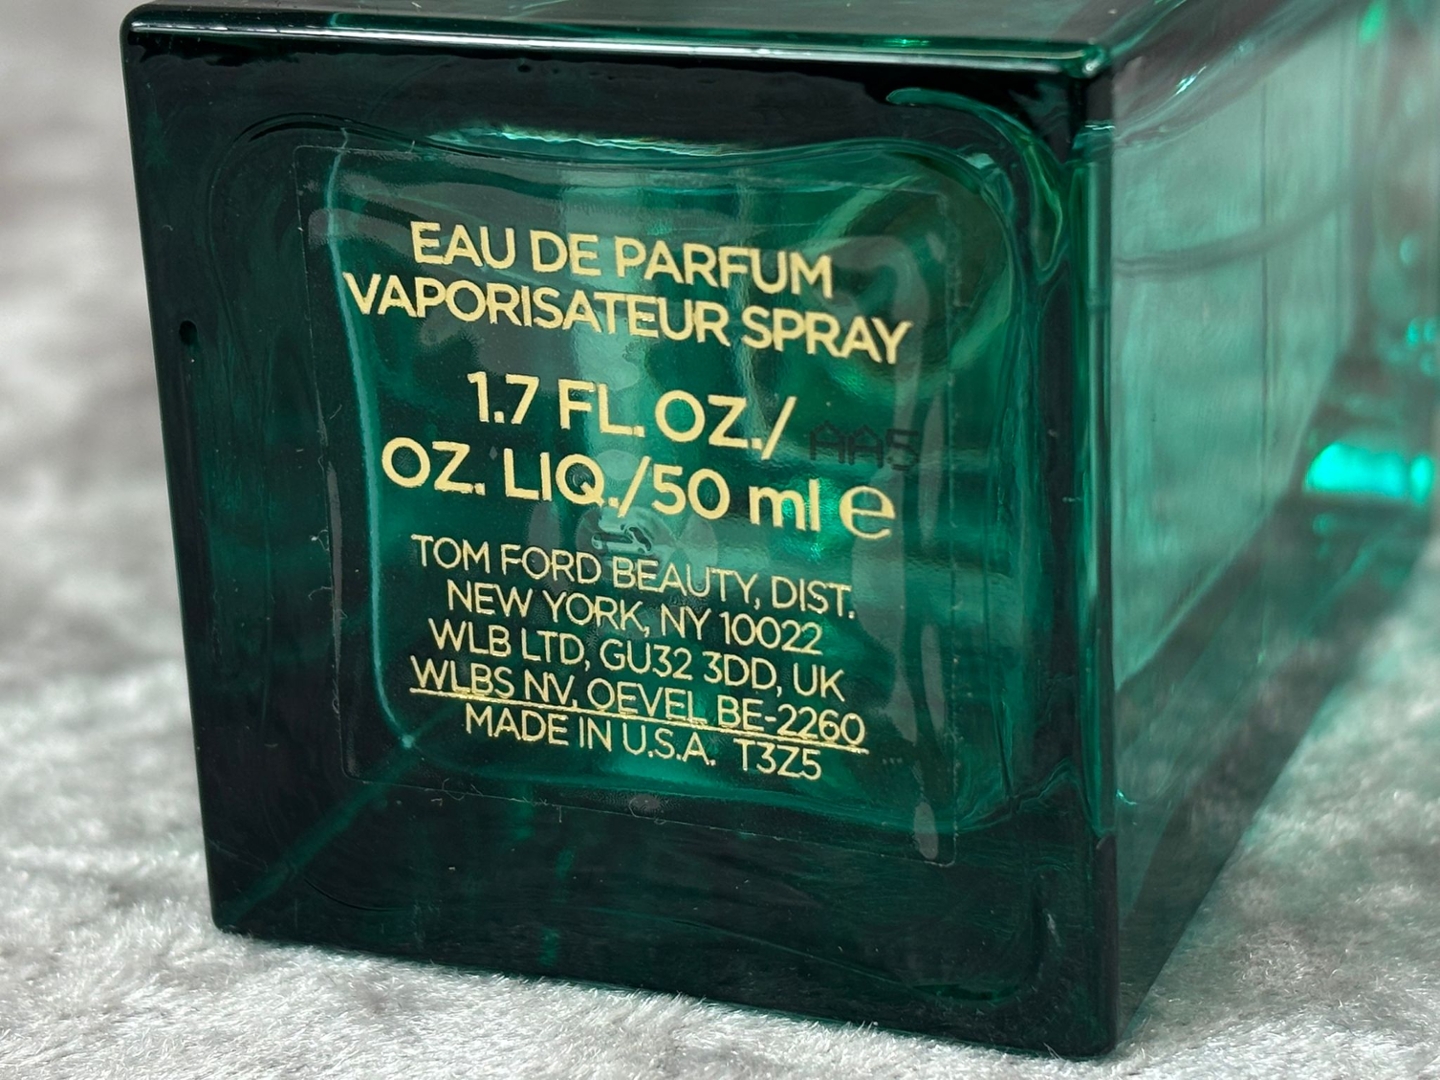 EAU DE PARFUM
VAPORISATEUR SPRAY
1.7 FL. OZ./
AA5
OZ. LIQ./50 ml e
TOM FORD BEAUTY, DIST.
NEW YORK, NY 10022
WLB LTD, GU32 3DD, UK
WLBS NV, OEVEL BE-2260
MADE IN U.S.A. T3Z5